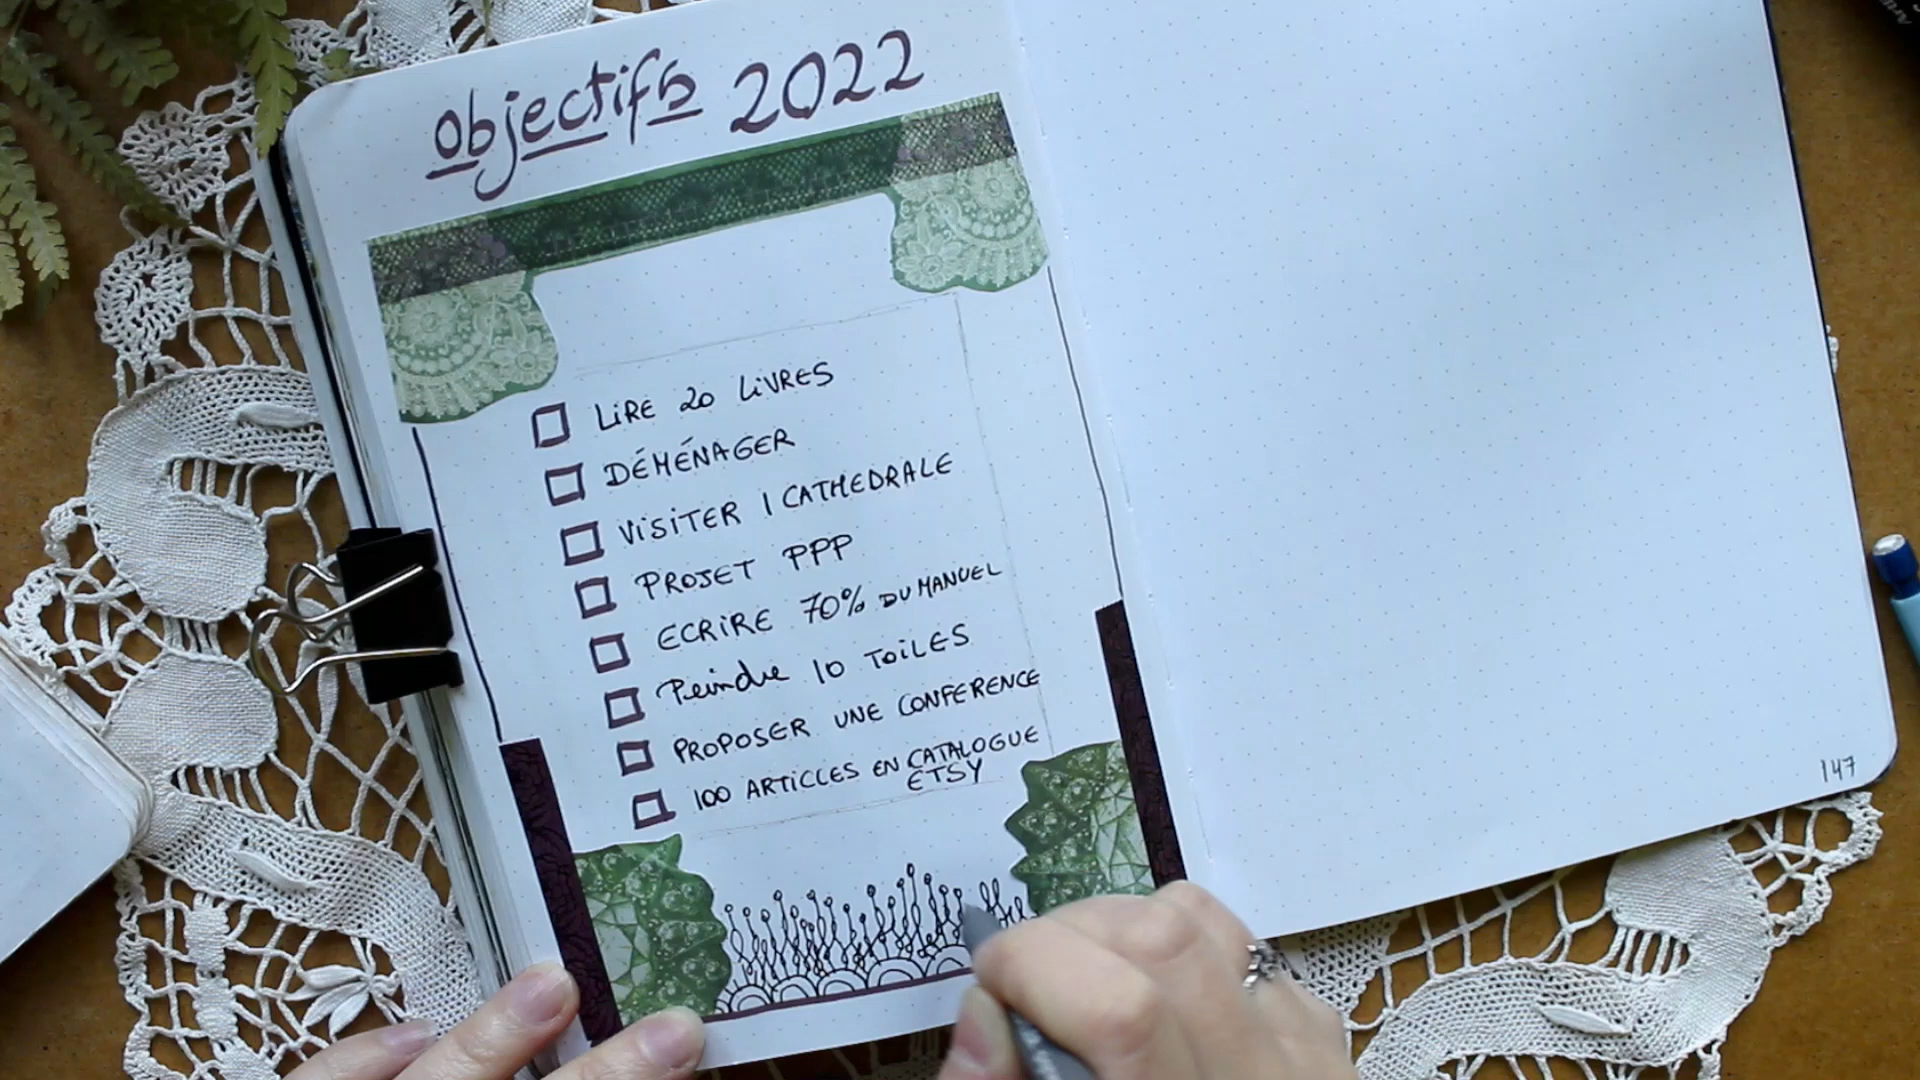 Objectifs 2022
LiRE 20 LiVRES
DÉMÉNAGER
ViSiTER 1 CATHEDRALE
PROJET PPP
ECRiRE 70% DU MANUEL
Peindre 10 TOiLES
PROPOSER UNE CONFERENCE
100 ARTiCLES EN CATALOGUE
ETSY
147